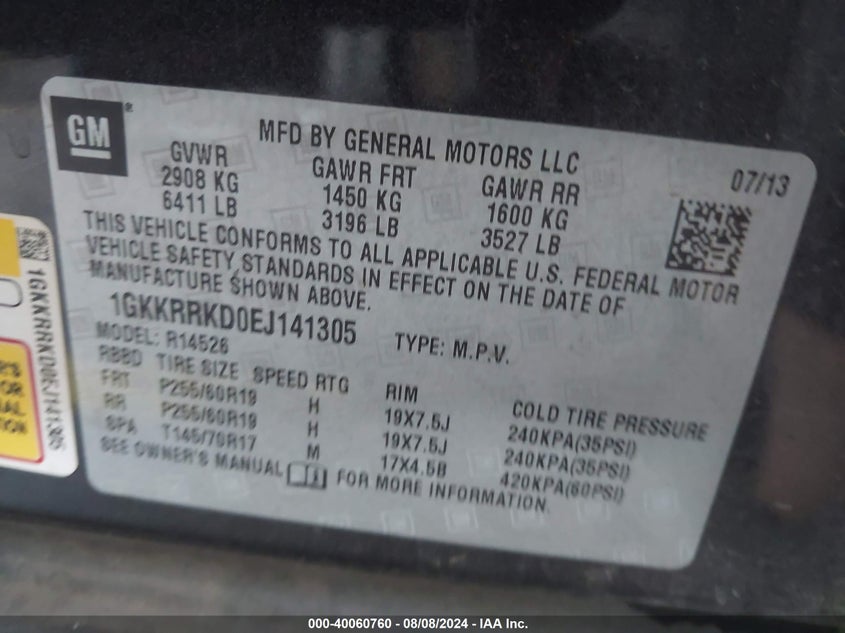 GM ®
MFD BY GENERAL MOTORS LLC
07/13
GVWR GAWR FRT GAWR RR
2908 KG 1450 KG 1600 KG
6411 LB 3196 LB 3527 LB
THIS VEHICLE CONFORMS TO ALL APPLICABLE U.S. FEDERAL MOTOR
VEHICLE SAFETY STANDARDS IN EFFECT ON THE DATE OF
MANUFACTURE SHOWN ABOVE.
1GKKRRKD0EJ141305 TYPE: M.P.V.
MODEL: R14526
RBBD TIRE SIZE SPEED RTG RIM COLD TIRE PRESSURE
FRT P255/60R19 H 19X7.5J 240KPA(35PSI)
RR P255/60R19 H 19X7.5J 240KPA(35PSI)
SPA T145/70R17 M 17X4.5B 420KPA(60PSI)
SEE OWNER'S MANUAL FOR MORE INFORMATION.
1GKKRRKD0EJ141305
000-40060760 - 08/08/2024 - IAA Inc.